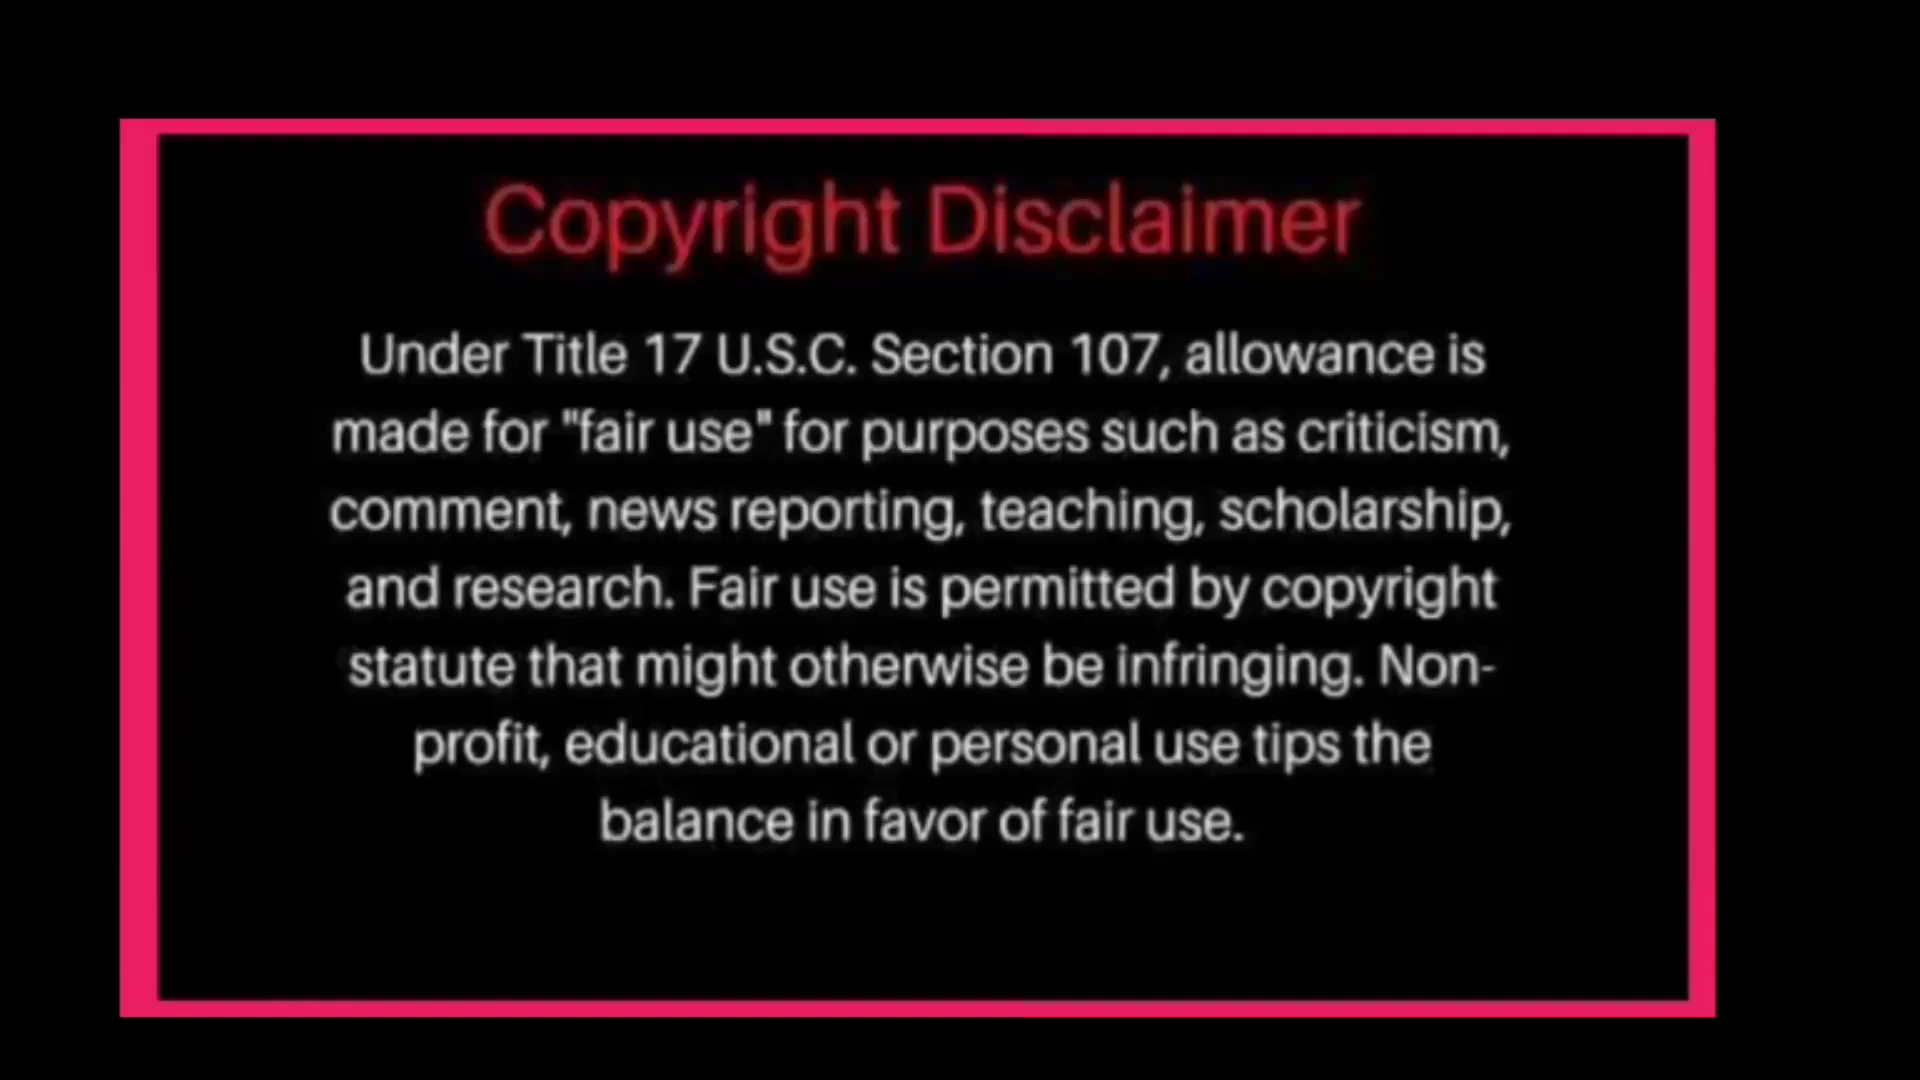 Copyright Disclaimer
Under Title 17 U.S.C. Section 107, allowance is
made for "fair use" for purposes such as criticism,
comment, news reporting, teaching, scholarship,
and research. Fair use is permitted by copyright
statute that might otherwise be infringing. Non-
profit, educational or personal use tips the
balance in favor of fair use.